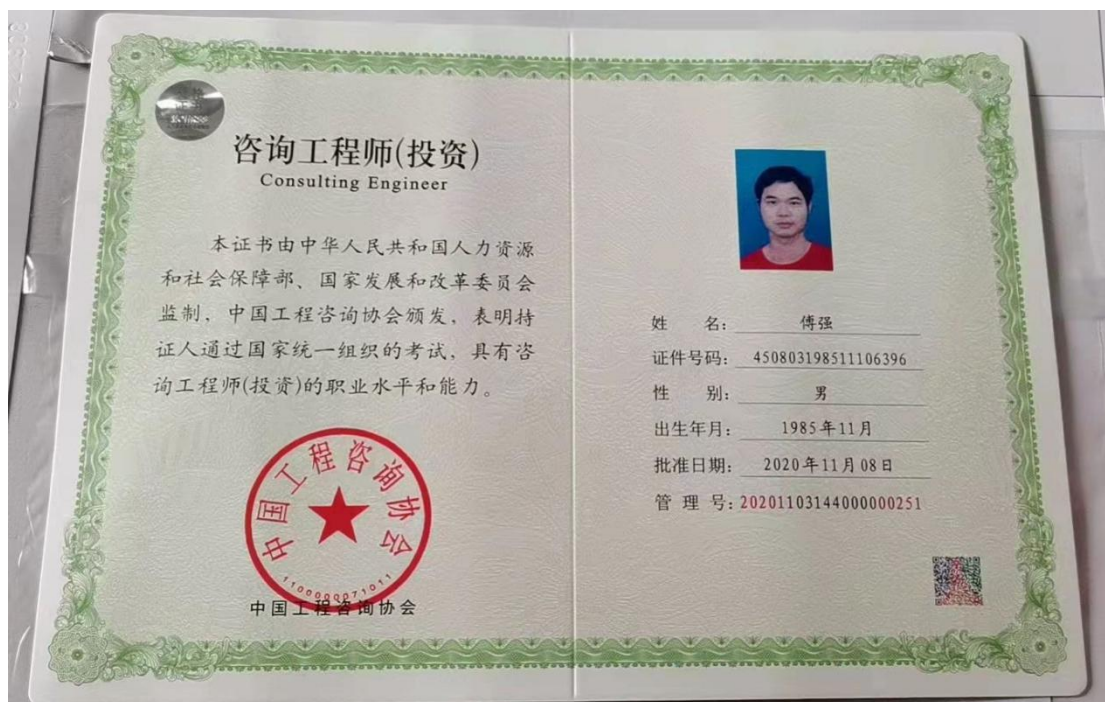 咨询工程师(投资)
Consulting Engineer
本证书由中华人民共和国人力资源
和社会保障部、国家发展和改革委员会
监制，中国工程咨询协会颁发，表明持
证人通过国家统一组织的考试，具有咨
询工程师(投资)的职业水平和能力。
中国工程咨询协会
1100000071011
中国工程咨询协会
姓 名： 傅强
证件号码： 450803198511106396
性 别： 男
出生年月： 1985年11月
批准日期： 2020年11月08日
管 理 号：20201103144000000251